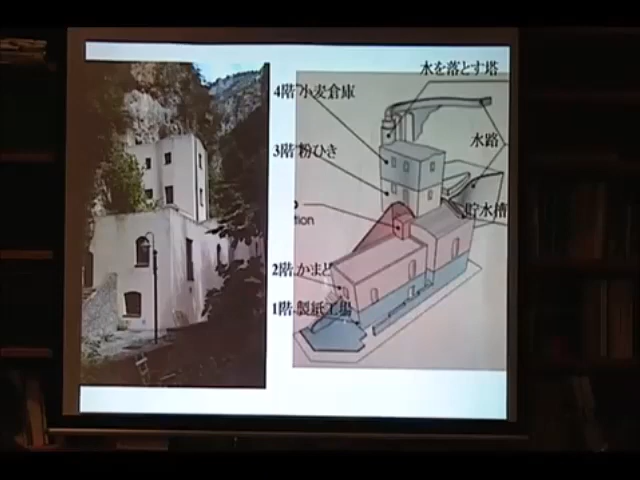 水を落とす塔
4階 小麦倉庫
水路
3階 粉ひき
貯水槽
tion
2階 かまど
1階 製紙工場